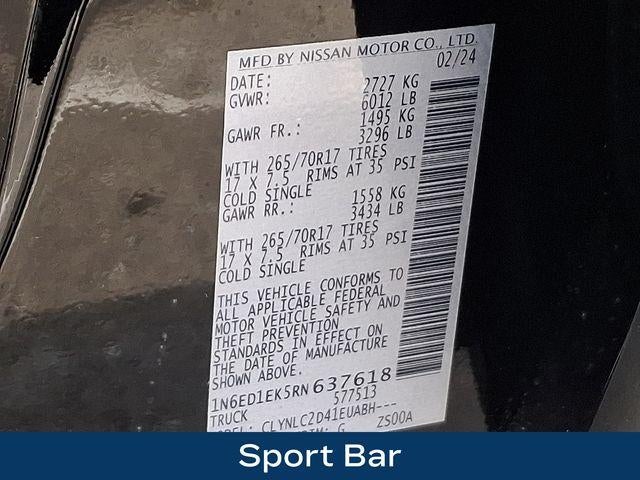 MFD BY NISSAN MOTOR CO., LTD.
DATE: 02/24
GVWR: 2727 KG
6012 LB
GAWR FR.: 1495 KG
3296 LB
WITH 265/70R17 TIRES
17 X 7.5 RIMS AT 35 PSI
COLD SINGLE
GAWR RR.: 1558 KG
3434 LB
WITH 265/70R17 TIRES
17 X 7.5 RIMS AT 35 PSI
COLD SINGLE
THIS VEHICLE CONFORMS TO
ALL APPLICABLE FEDERAL
MOTOR VEHICLE SAFETY AND
THEFT PREVENTION
STANDARDS IN EFFECT ON
THE DATE OF MANUFACTURE
SHOWN ABOVE.
1N6ED1EK5RN637618
TRUCK 577513
CLYNLC2D41EUABH---
G ZS00A
Sport Bar